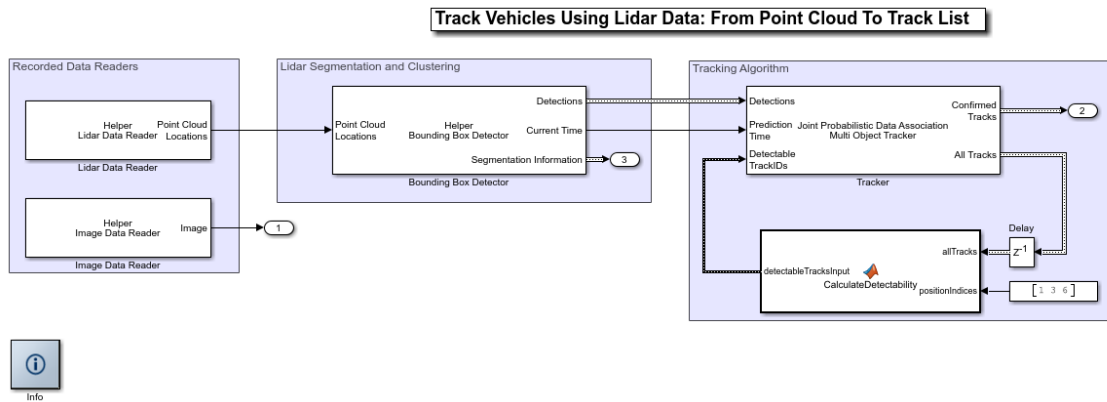 Track Vehicles Using Lidar Data: From Point Cloud To Track List
Recorded Data Readers
Helper
Lidar Data Reader
Point Cloud
Locations
Lidar Data Reader
Helper
Image Data Reader
Image
1
Image Data Reader
Lidar Segmentation and Clustering
Point Cloud
Locations
Helper
Bounding Box Detector
Detections
Current Time
Segmentation Information
3
Bounding Box Detector
Tracking Algorithm
Detections
Prediction
Time
Detectable
TrackIDs
Joint Probabilistic Data Association
Multi Object Tracker
Confirmed
Tracks
All Tracks
2
Tracker
Delay
Z-1
detectableTracksInput
CalculateDetectability
allTracks
positionIndices
[1 3 6]
Info